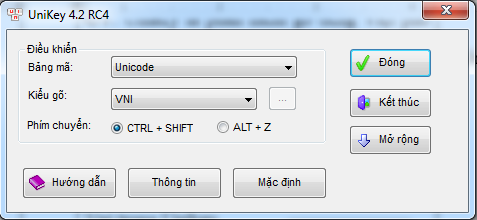 UniKey 4.2 RC4
Điều khiển
Bảng mã: Unicode
Đóng
Kiểu gõ: VNI ...
Kết thúc
Phím chuyển: CTRL + SHIFT ALT + Z
Mở rộng
Hướng dẫn Thông tin Mặc định